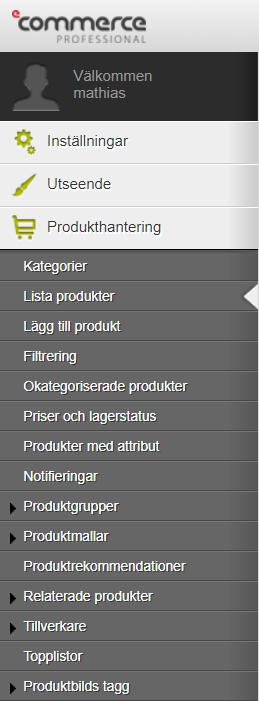 ecommerce
PROFESSIONAL
Välkommen
mathias
Inställningar
Utseende
Produkthantering
Kategorier
Lista produkter
Lägg till produkt
Filtrering
Okategoriserade produkter
Priser och lagerstatus
Produkter med attribut
Notifieringar
Produktgrupper
Produktmallar
Produktrekommendationer
Relaterade produkter
Tillverkare
Topplistor
Produktbilds tagg